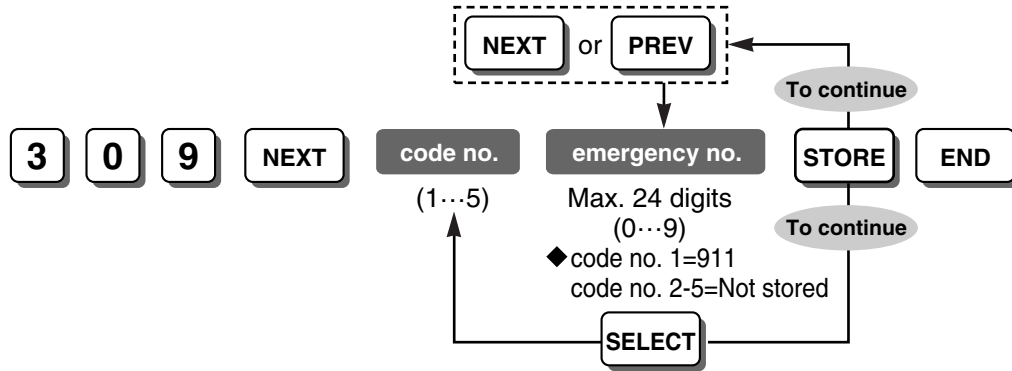 NEXT or PREV
To continue
3 0 9 NEXT code no. emergency no. STORE END
(1···5) Max. 24 digits
(0···9)
To continue
◆code no. 1=911
code no. 2-5=Not stored
SELECT